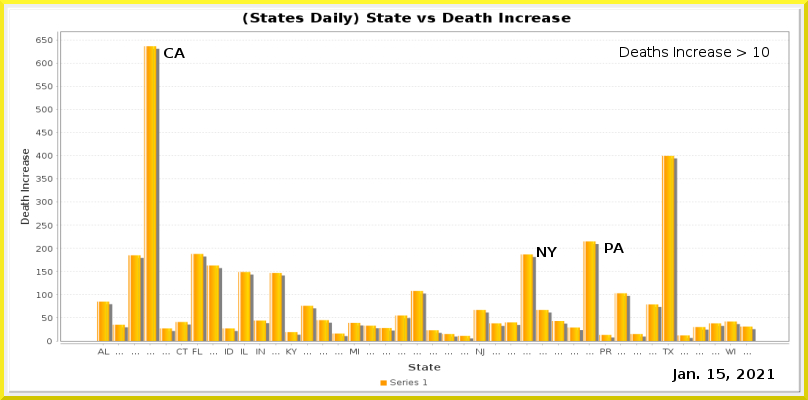 (States Daily) State vs Death Increase
Deaths Increase > 10
CA
NY
PA
Death Increase
650
600
550
500
450
400
350
300
250
200
150
100
50
0
AL ... ... ... ... CT FL ... ID IL IN ... KY ... ... ... MI ... ... ... ... ... ... ... NJ ... ... ... ... ... ... ... PR ... ... ... TX ... ... ... WI ...
State
Series 1
Jan. 15, 2021